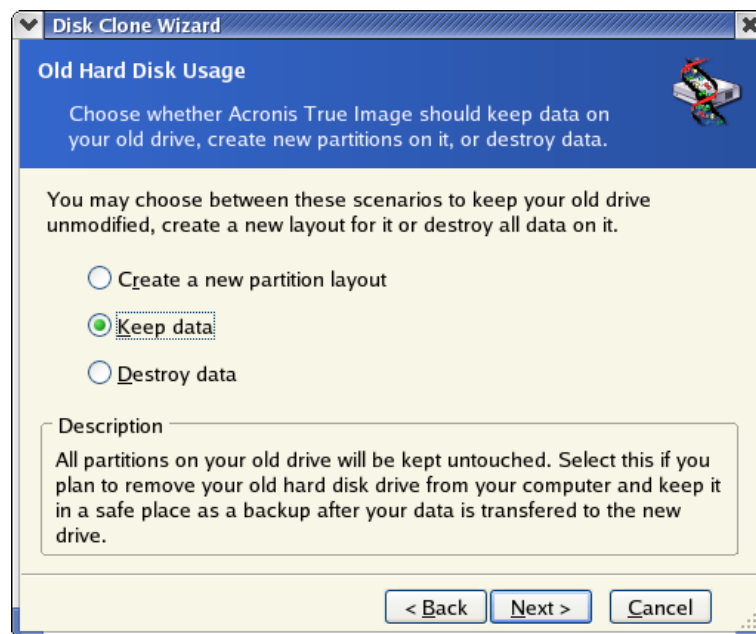 Disk Clone Wizard
Old Hard Disk Usage
Choose whether Acronis True Image should keep data on
your old drive, create new partitions on it, or destroy data.
You may choose between these scenarios to keep your old drive
unmodified, create a new layout for it or destroy all data on it.
Create a new partition layout
Keep data
Destroy data
Description
All partitions on your old drive will be kept untouched. Select this if you
plan to remove your old hard disk drive from your computer and keep it
in a safe place as a backup after your data is transfered to the new
drive.
< Back Next > Cancel